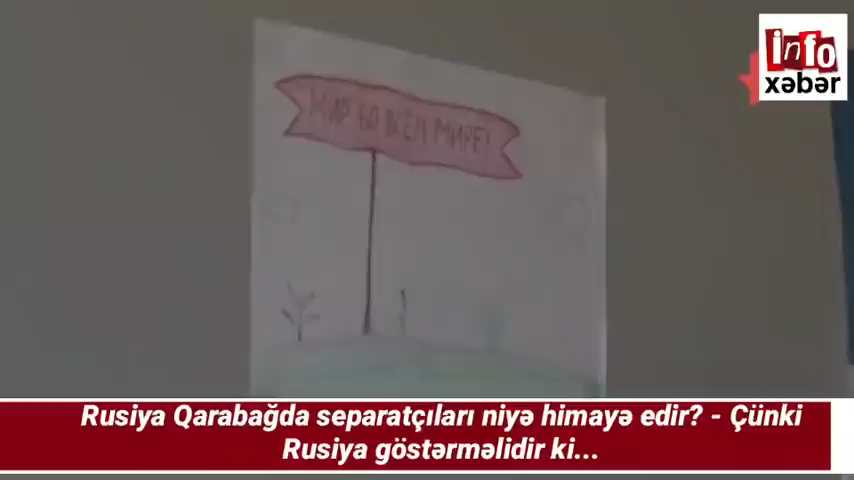 info
xəbər
МИР ВО ВСЁМ МИРЕ!
Rusiya Qarabağda separatçıları niyə himayə edir? - Çünki
Rusiya göstərməlidir ki...